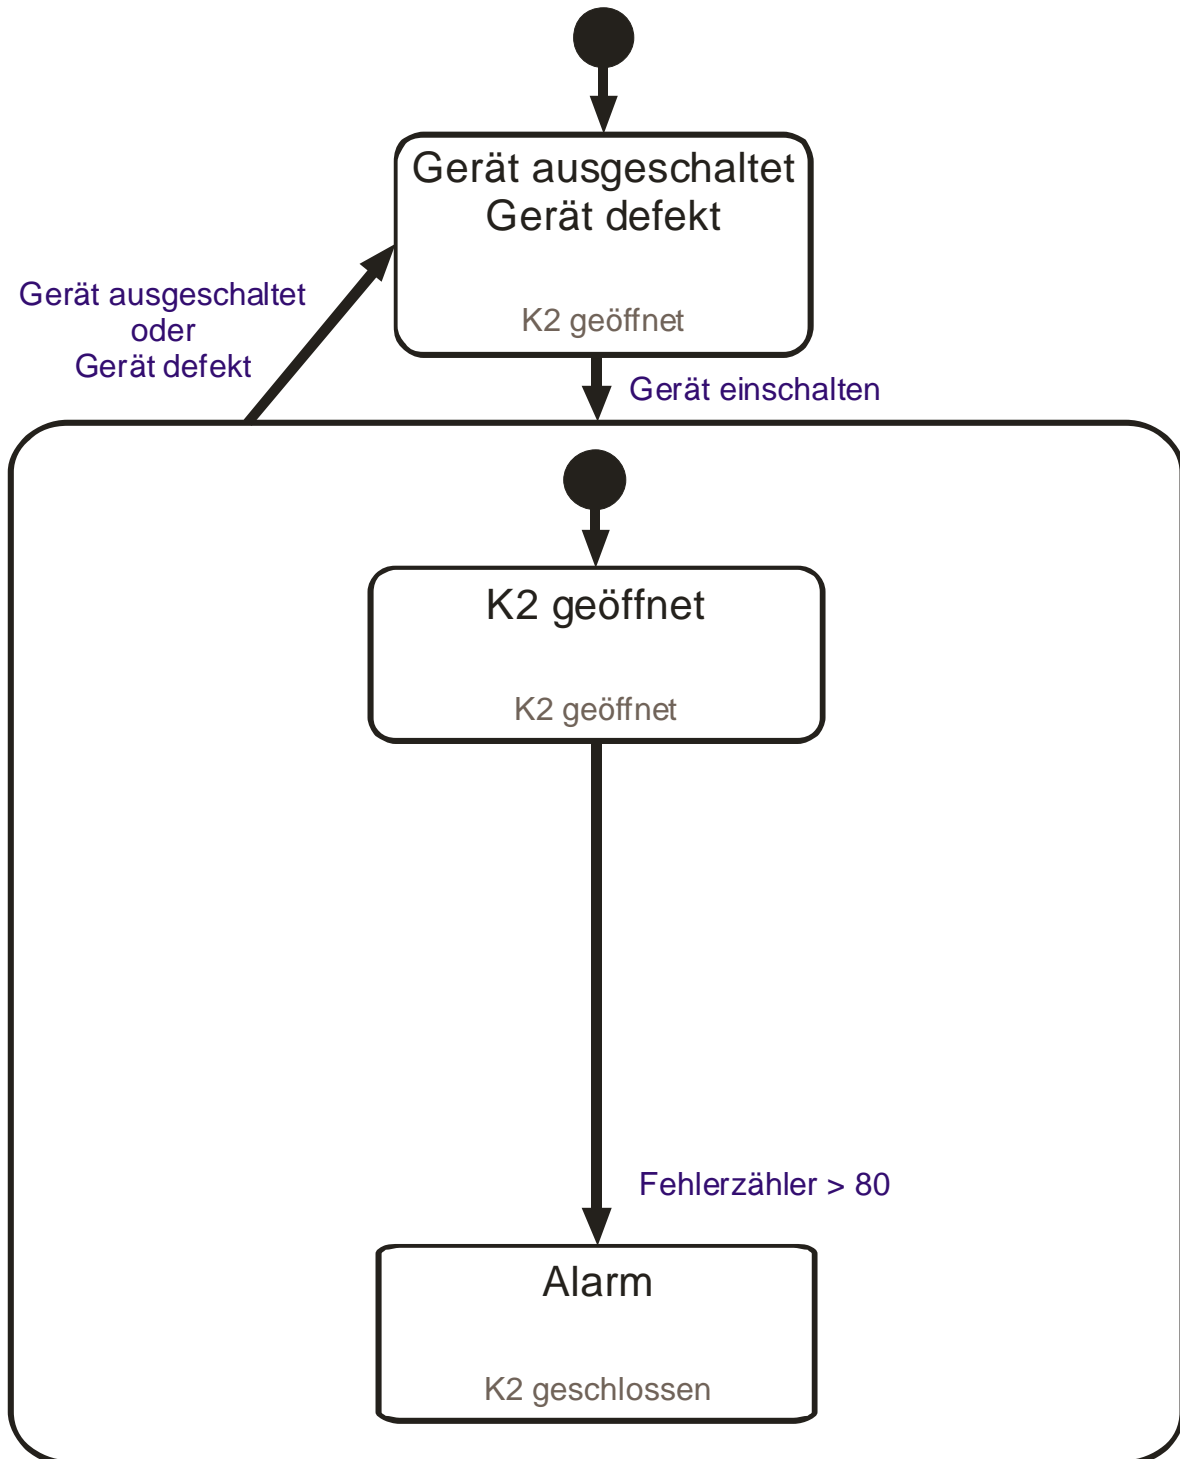 Gerät ausgeschaltet
Gerät defekt
K2 geöffnet
Gerät ausgeschaltet
oder
Gerät defekt
Gerät einschalten
K2 geöffnet
K2 geöffnet
Fehlerzähler > 80
Alarm
K2 geschlossen